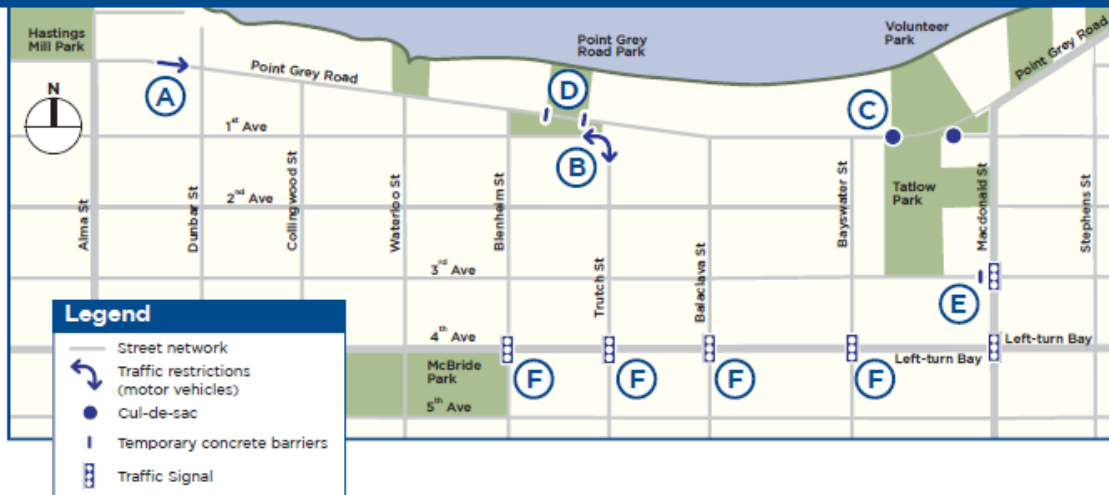 Hastings
Mill Park
Point Grey
Road Park
Volunteer
Park
Point Grey Road
N
A
Point Grey Road
D
C
1st Ave
B
2nd Ave
Tatlow
Park
Alma St
Dunbar St
Collingwood St
Waterloo St
Blenheim St
Trutch St
Balaclava St
Bayswater St
Macdonald St
Stephens St
3rd Ave
E
4th Ave
Left-turn Bay
Left-turn Bay
McBride
Park
F
F
F
F
5th Ave
Legend
Street network
Traffic restrictions
(motor vehicles)
Cul-de-sac
Temporary concrete barriers
Traffic Signal